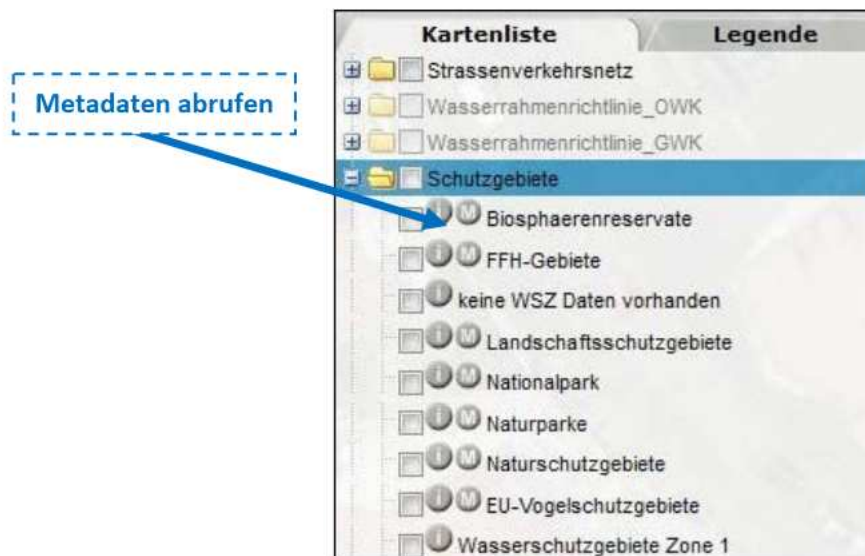 Kartenliste Legende
Strassenverkehrsnetz
Metadaten abrufen
Wasserrahmenrichtlinie_OWK
Wasserrahmenrichtlinie_GWK
Schutzgebiete
i M Biosphaerenreservate
i M FFH-Gebiete
i keine WSZ Daten vorhanden
i M Landschaftsschutzgebiete
i M Nationalpark
i M Naturparke
i M Naturschutzgebiete
i M EU-Vogelschutzgebiete
i Wasserschutzgebiete Zone 1